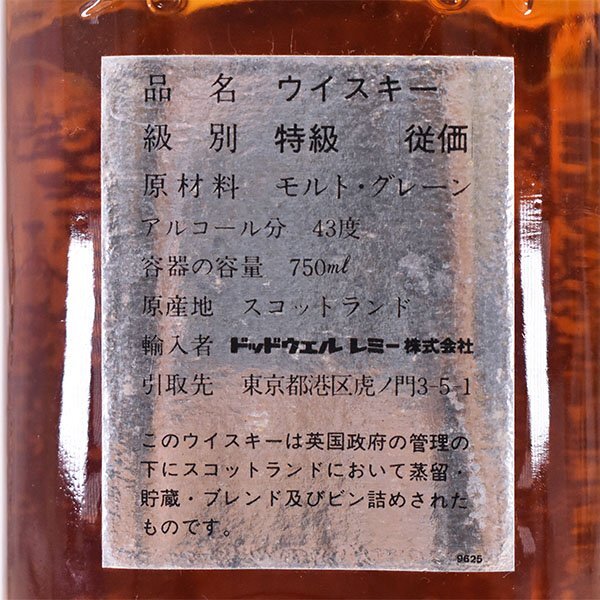 品名 ウイスキー
級別 特級 従価
原材料 モルト・グレーン
アルコール分 43度
容器の容量 750ml
原産地 スコットランド
輸入者 ドッドウエル レミー株式会社
引取先 東京都港区虎ノ門3-5-1
このウイスキーは英国政府の管理の
下にスコットランドにおいて蒸留・
貯蔵・ブレンド及びビン詰めされた
ものです。
9625